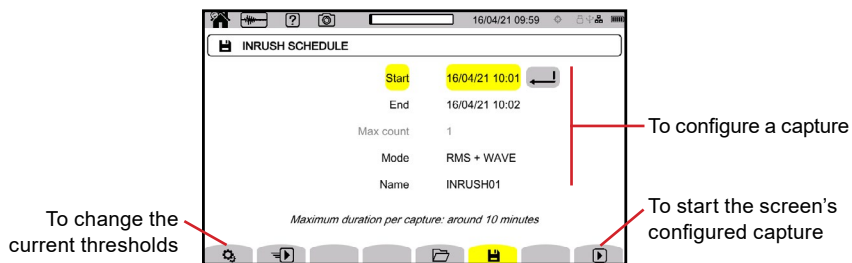 ?
16/04/21 09:59
INRUSH SCHEDULE
Start 16/04/21 10:01
End 16/04/21 10:02
Max count 1
Mode RMS + WAVE
Name INRUSH01
Maximum duration per capture: around 10 minutes
To configure a capture
To change the
current thresholds
To start the screen’s
configured capture